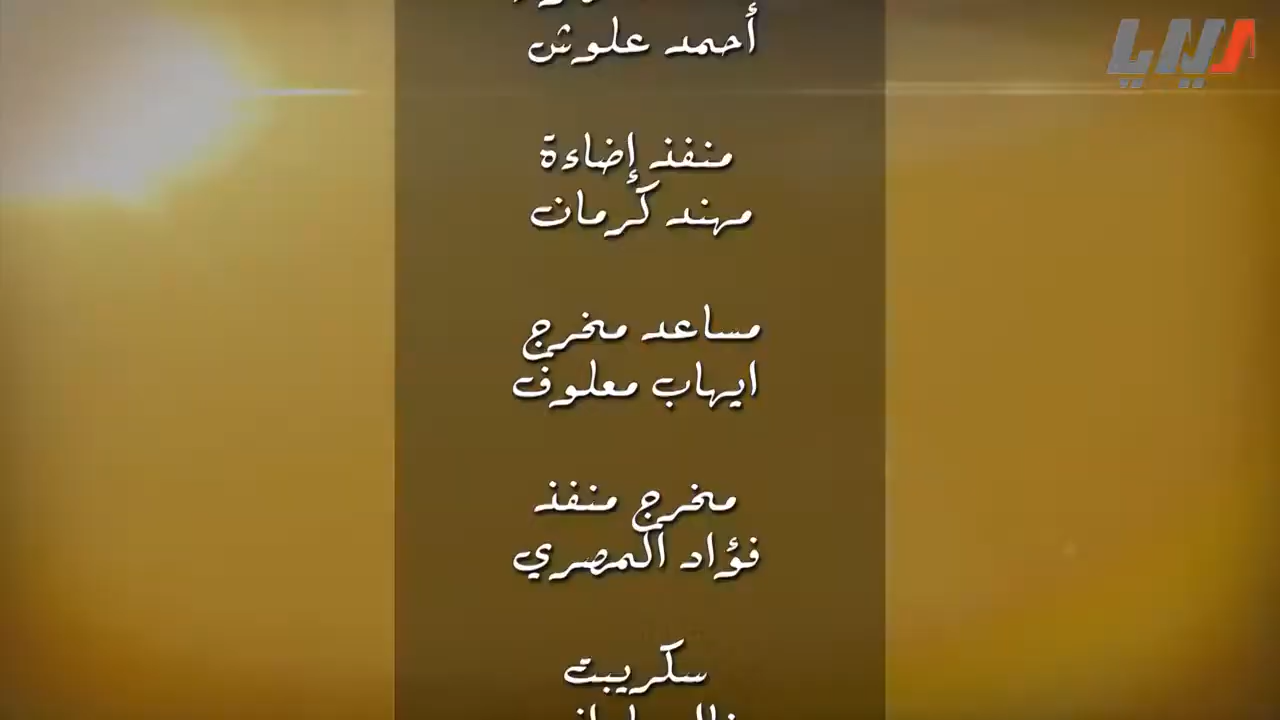 أحمد علوش
منفذ إضاءة
مهند كرمان
مساعد مخرج
ايهاب معلوف
مخرج منفذ
فؤاد المصري
سكريبت